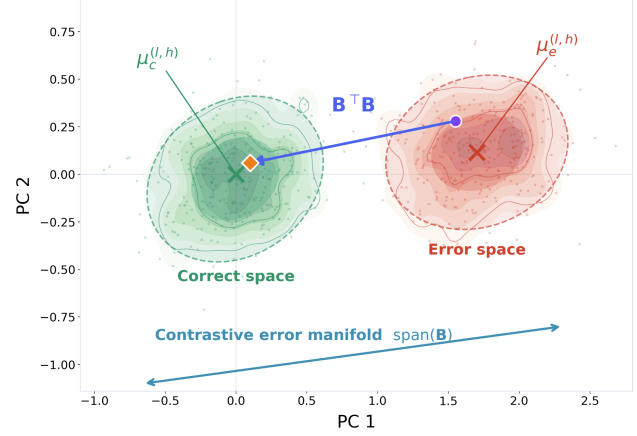 0.75
0.50
0.25
0.00
−0.25
−0.50
−0.75
−1.00
PC 2
μ_c^(l, h)
μ_e^(l, h)
B⊤B
Correct space
Error space
Contrastive error manifold span(B)
−1.0 −0.5 0.0 0.5 1.0 1.5 2.0 2.5
PC 1